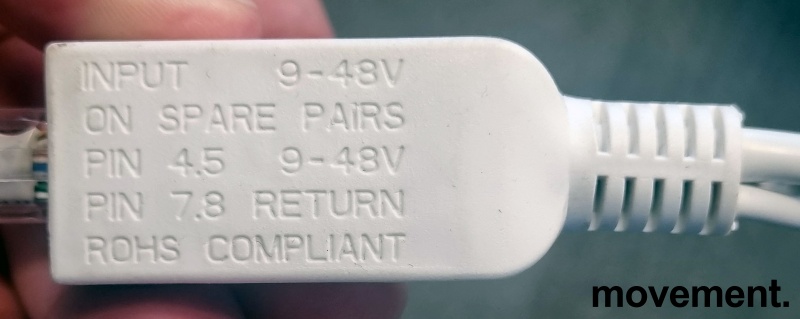 INPUT 9-48V
ON SPARE PAIRS
PIN 4.5 9-48V
PIN 7.8 RETURN
ROHS COMPLIANT
movement.